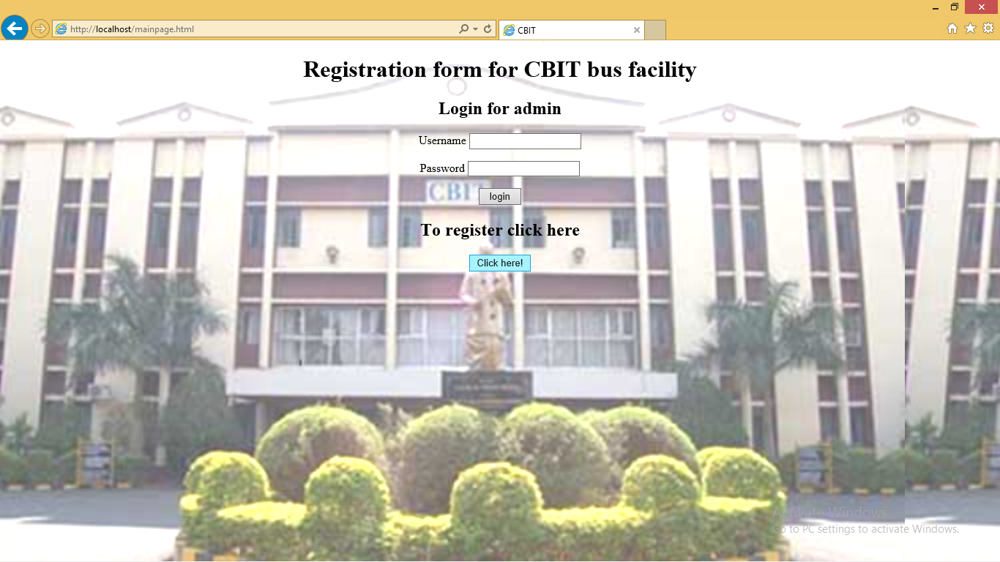 http://localhost/mainpage.html
CBIT
Registration form for CBIT bus facility
Login for admin
Username
Password
CBIT
login
To register click here
Click here!
Activate Windows
Go to PC settings to activate Windows.